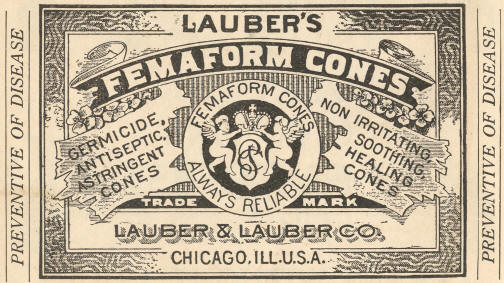 PREVENTIVE OF DISEASE
LAUBER'S
FEMAFORM CONES
GERMICIDE,
ANTISEPTIC,
ASTRINGENT
CONES
FEMAFORM CONES
ALWAYS RELIABLE
NON IRRITATING,
SOOTHING,
HEALING
CONES
TRADE MARK
LAUBER & LAUBER CO.
CHICAGO, ILL. U.S.A.
PREVENTIVE OF DISEASE